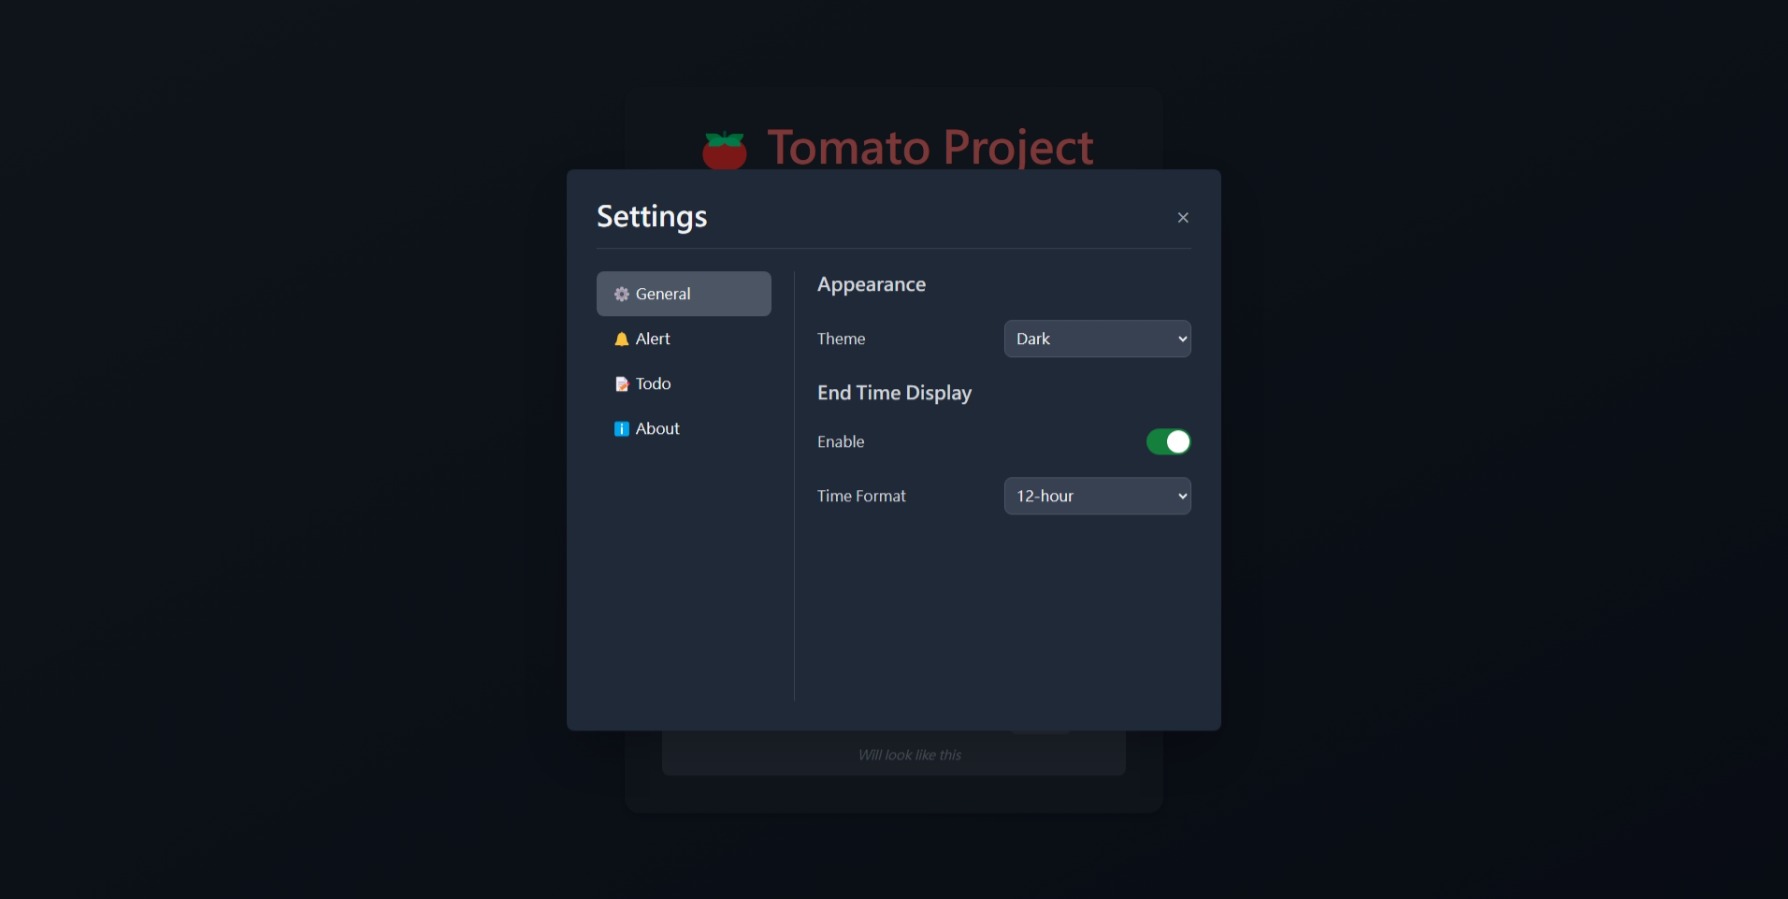 Tomato Project
Settings
×
General
Alert
Todo
About
Appearance
Theme
Dark
End Time Display
Enable
Time Format
12-hour
Will look like this